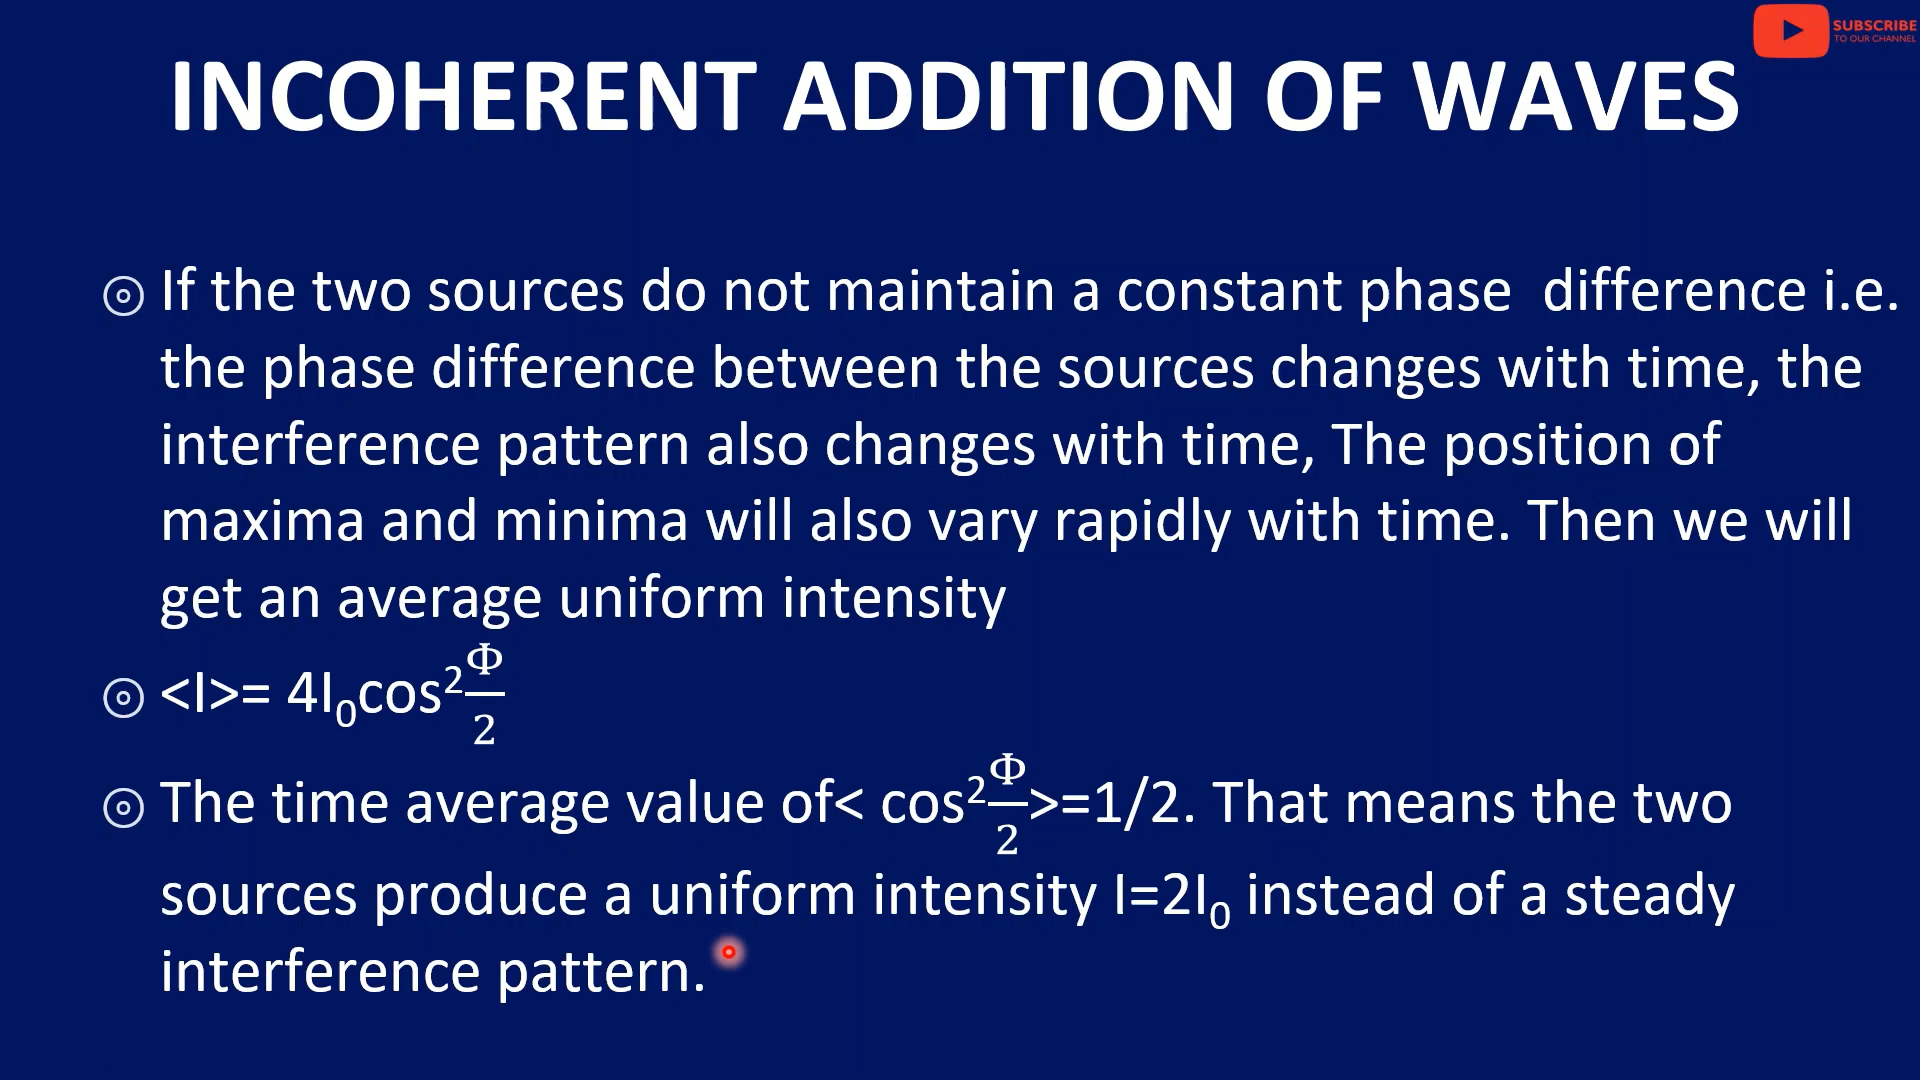 SUBSCRIBE
TO OUR CHANNEL
INCOHERENT ADDITION OF WAVES
If the two sources do not maintain a constant phase difference i.e.
the phase difference between the sources changes with time, the
interference pattern also changes with time, The position of
maxima and minima will also vary rapidly with time. Then we will
get an average uniform intensity
<I>= 4I₀cos²Φ/2
The time average value of< cos²Φ/2>=1/2. That means the two
sources produce a uniform intensity I=2I₀ instead of a steady
interference pattern.